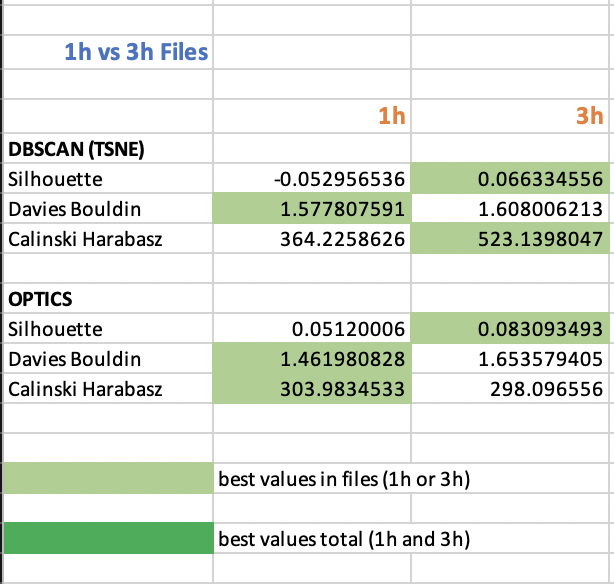 1h vs 3h Files
1h 3h
DBSCAN (TSNE)
Silhouette -0.052956536 0.066334556
Davies Bouldin 1.577807591 1.608006213
Calinski Harabasz 364.2258626 523.1398047
OPTICS
Silhouette 0.05120006 0.083093493
Davies Bouldin 1.461980828 1.653579405
Calinski Harabasz 303.9834533 298.096556
best values in files (1h or 3h)
best values total (1h and 3h)